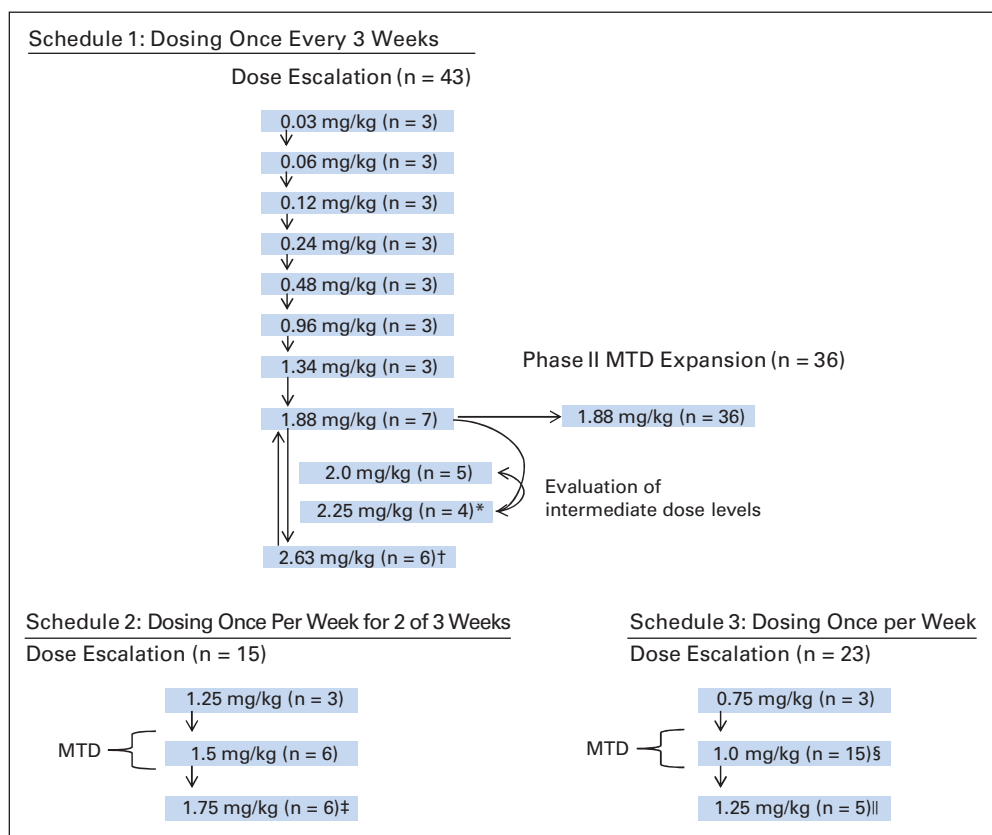 Schedule 1: Dosing Once Every 3 Weeks
Dose Escalation (n = 43)
0.03 mg/kg (n = 3)
0.06 mg/kg (n = 3)
0.12 mg/kg (n = 3)
0.24 mg/kg (n = 3)
0.48 mg/kg (n = 3)
0.96 mg/kg (n = 3)
1.34 mg/kg (n = 3)
Phase II MTD Expansion (n = 36)
1.88 mg/kg (n = 7)
1.88 mg/kg (n = 36)
2.0 mg/kg (n = 5)
2.25 mg/kg (n = 4)*
Evaluation of
intermediate dose levels
2.63 mg/kg (n = 6)†
Schedule 2: Dosing Once Per Week for 2 of 3 Weeks
Dose Escalation (n = 15)
1.25 mg/kg (n = 3)
MTD
1.5 mg/kg (n = 6)
1.75 mg/kg (n = 6)‡
Schedule 3: Dosing Once per Week
Dose Escalation (n = 23)
0.75 mg/kg (n = 3)
MTD
1.0 mg/kg (n = 15)§
1.25 mg/kg (n = 5)||